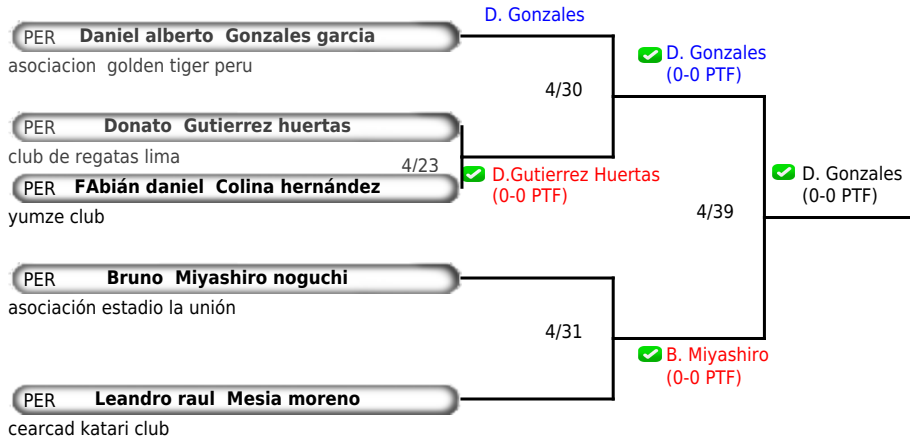 D. Gonzales
PER Daniel alberto Gonzales garcia
asociacion golden tiger peru
D. Gonzales
(0-0 PTF)
4/30
PER Donato Gutierrez huertas
club de regatas lima
4/23
D.Gutierrez Huertas
(0-0 PTF)
D. Gonzales
(0-0 PTF)
PER FAbián daniel Colina hernández
yumze club
4/39
PER Bruno Miyashiro noguchi
asociación estadio la unión
4/31
B. Miyashiro
(0-0 PTF)
PER Leandro raul Mesia moreno
cearcad katari club